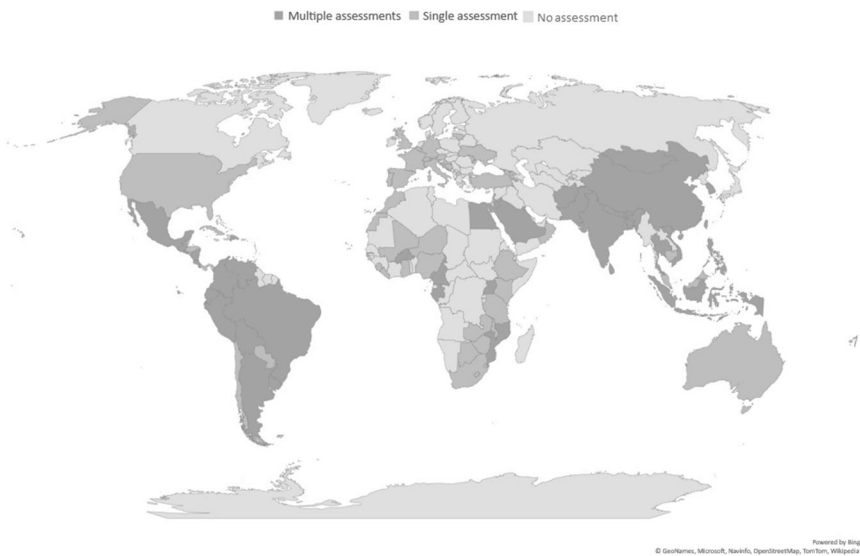 Multiple assessments Single assessment No assessment
Powered by Bing
© GeoNames, Microsoft, Navinfo, OpenStreetMap, TomTom, Wikipedia